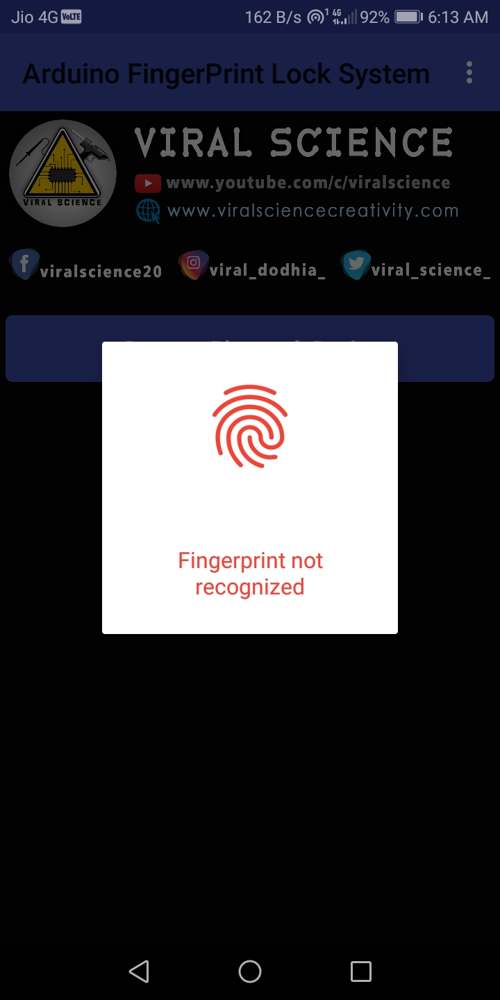 Jio 4G VoLTE 162 B/s 1 4G 92% 6:13 AM
Arduino FingerPrint Lock System
VIRAL SCIENCE
VIRAL SCIENCE
www.youtube.com/c/viralscience
www.viralsciencecreativity.com
viralscience20 viral_dodhia_ viral_science_
Fingerprint not
recognized